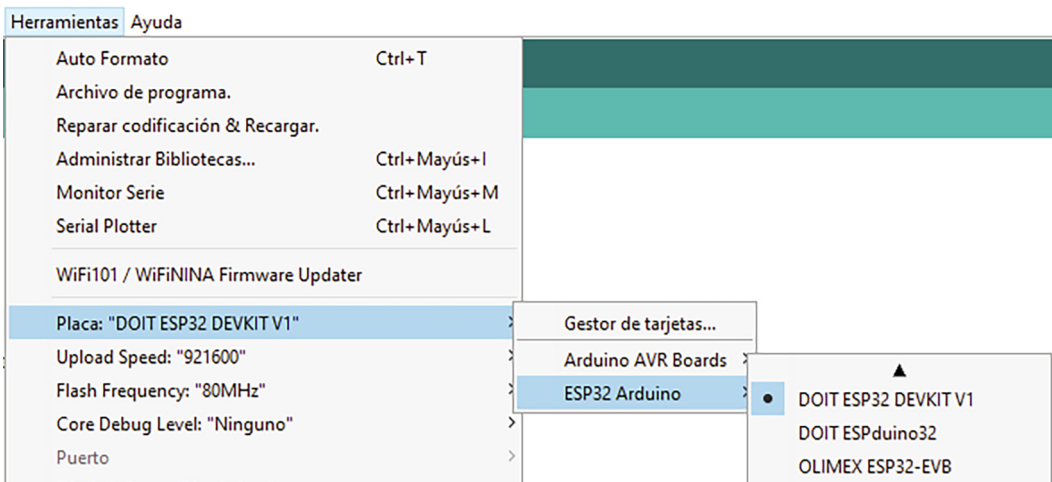 Herramientas Ayuda
Auto Formato Ctrl+T
Archivo de programa.
Reparar codificación & Recargar.
Administrar Bibliotecas... Ctrl+Mayús+I
Monitor Serie Ctrl+Mayús+M
Serial Plotter Ctrl+Mayús+L
WiFi101 / WiFiNINA Firmware Updater
Placa: "DOIT ESP32 DEVKIT V1"
Upload Speed: "921600"
Flash Frequency: "80MHz"
Core Debug Level: "Ninguno"
Puerto
Gestor de tarjetas...
Arduino AVR Boards
ESP32 Arduino
DOIT ESP32 DEVKIT V1
DOIT ESPduino32
OLIMEX ESP32-EVB